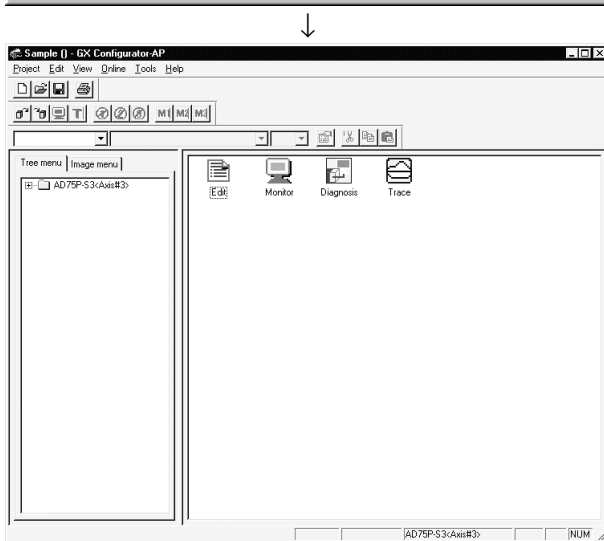 ↓
Sample () - GX Configurator-AP
Project Edit View Online Tools Help
T M1 M2 M3
Tree menu Image menu
AD75P-S3<Axis#3>
Edit Monitor Diagnosis Trace
AD75P-S3<Axis#3> NUM